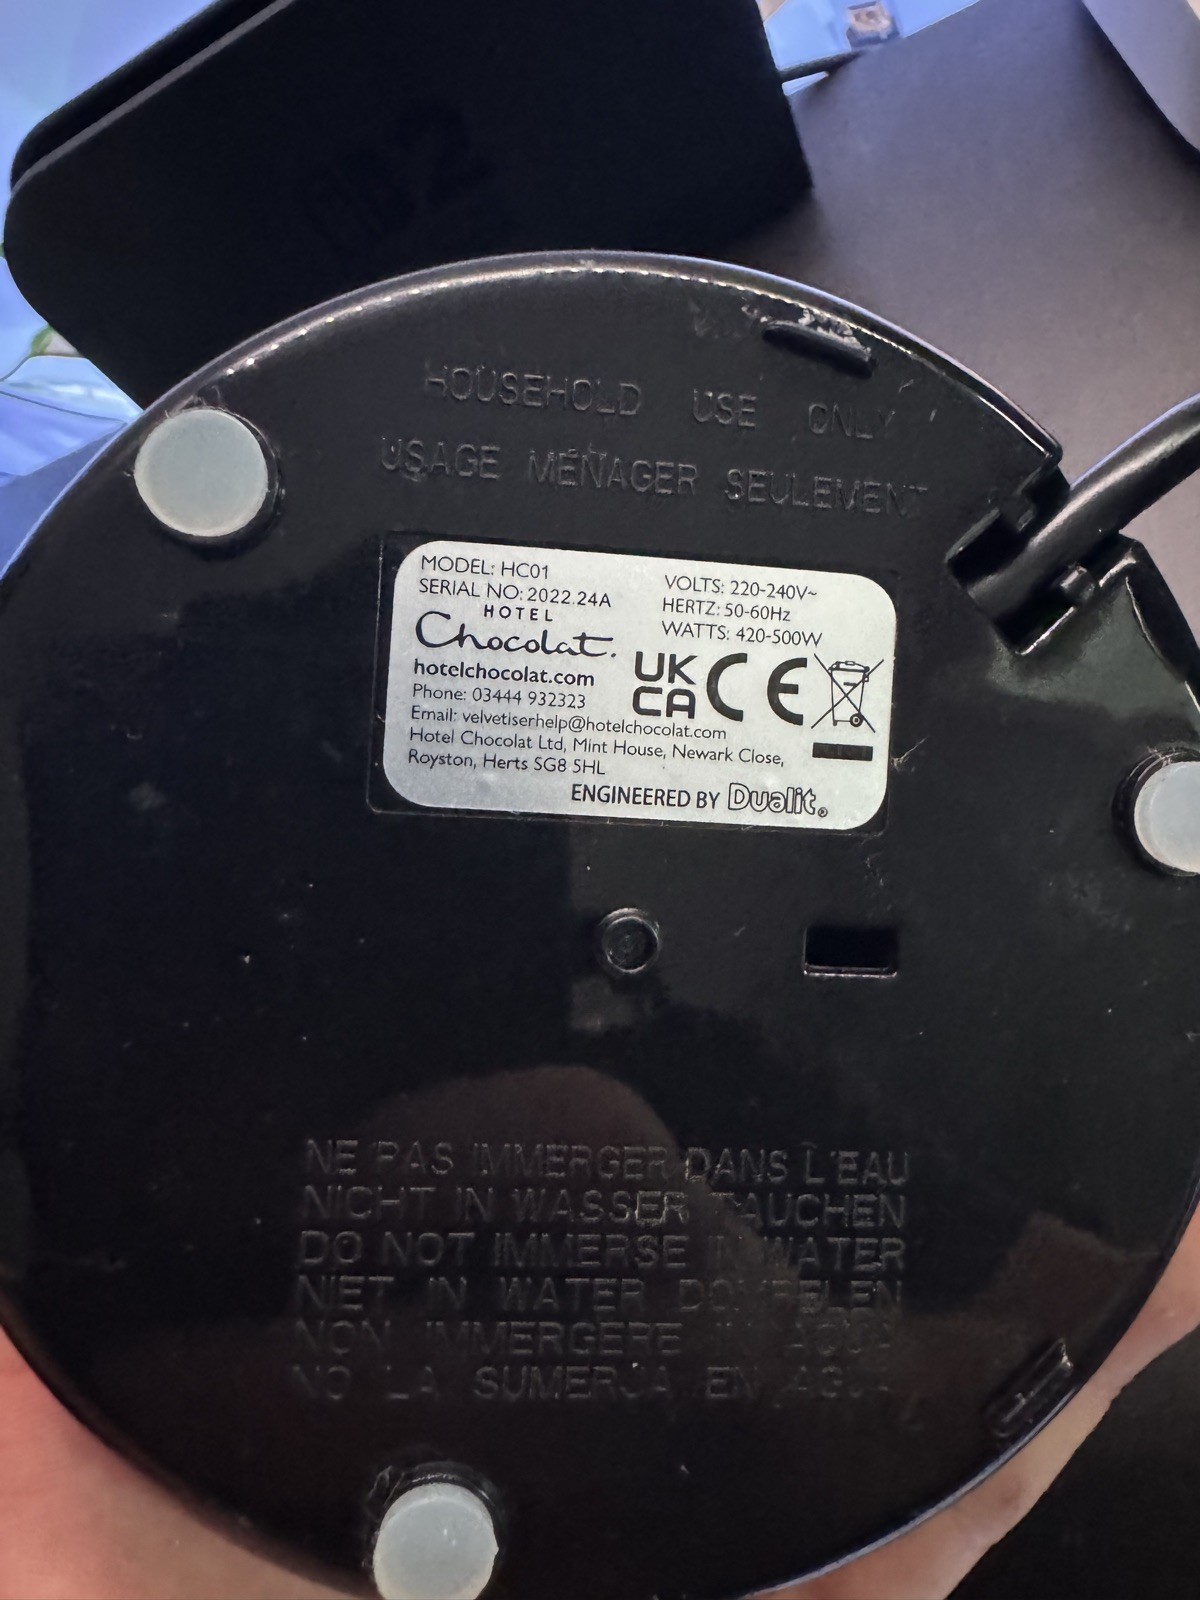 HOUSEHOLD USE ONLY
USAGE MÉNAGER SEULEMENT
MODEL: HC01
SERIAL NO: 2022.24A
VOLTS: 220-240V~
HERTZ: 50-60Hz
WATTS: 420-500W
HOTEL
Chocolat.
hotelchocolat.com
Phone: 03444 932323
Email: velvetiserhelp@hotelchocolat.com
Hotel Chocolat Ltd, Mint House, Newark Close,
Royston, Herts SG8 5HL
UK
CA CE
ENGINEERED BY Dualit®
NE PAS IMMERGER DANS L'EAU
NICHT IN WASSER TAUCHEN
DO NOT IMMERSE IN WATER
NIET IN WATER DOMPELEN
NON IMMERGERE IN ACQUA
NO LA SUMERJA EN AGUA